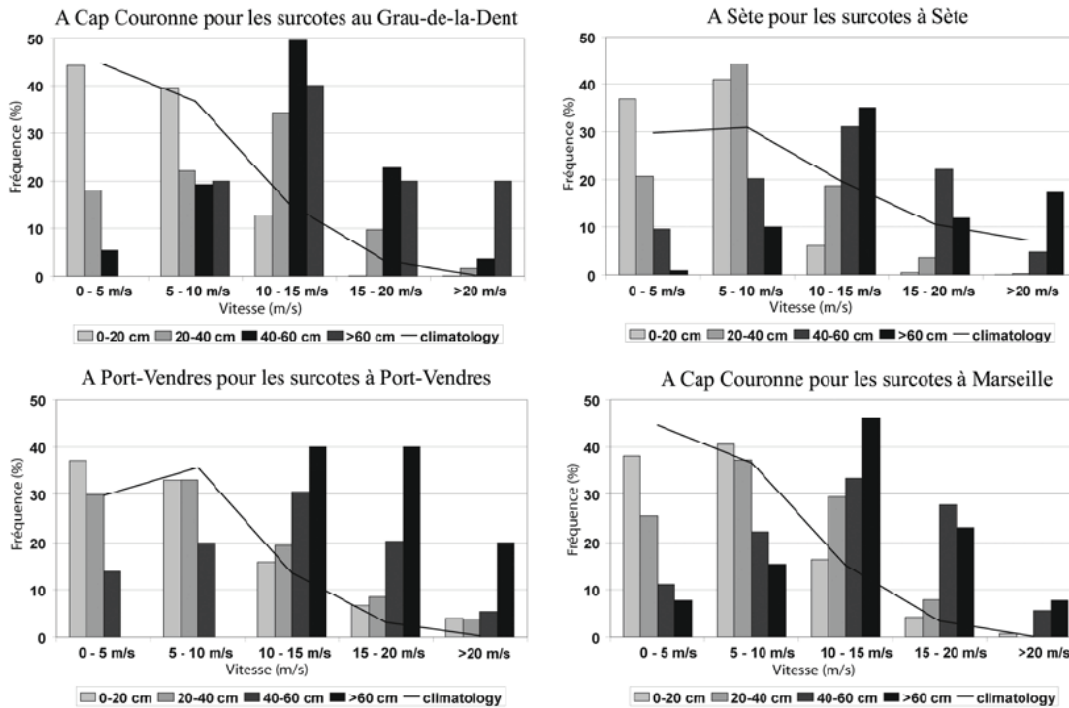 A Cap Couronne pour les surcotes au Grau-de-la-Dent
50
40
30
20
10
0
Fréquence (%)
0 - 5 m/s 5 - 10 m/s 10 - 15 m/s 15 - 20 m/s >20 m/s
Vitesse (m/s)
0-20 cm 20-40 cm 40-60 cm >60 cm climatology
A Sète pour les surcotes à Sète
50
40
30
20
10
0
Fréquence (%)
0 - 5 m/s 5 - 10 m/s 10 - 15 m/s 15 - 20 m/s >20 m/s
Vitesse (m/s)
0-20 cm 20-40 cm 40-60 cm >60 cm climatology
A Port-Vendres pour les surcotes à Port-Vendres
50
40
30
20
10
0
Fréquence (%)
0 - 5 m/s 5 - 10 m/s 10 - 15 m/s 15 - 20 m/s >20 m/s
Vitesse (m/s)
0-20 cm 20-40 cm 40-60 cm >60 cm climatology
A Cap Couronne pour les surcotes à Marseille
50
40
30
20
10
0
Fréquence (%)
0 - 5 m/s 5 - 10 m/s 10 - 15 m/s 15 - 20 m/s >20 m/s
Vitesse (m/s)
0-20 cm 20-40 cm 40-60 cm >60 cm climatology